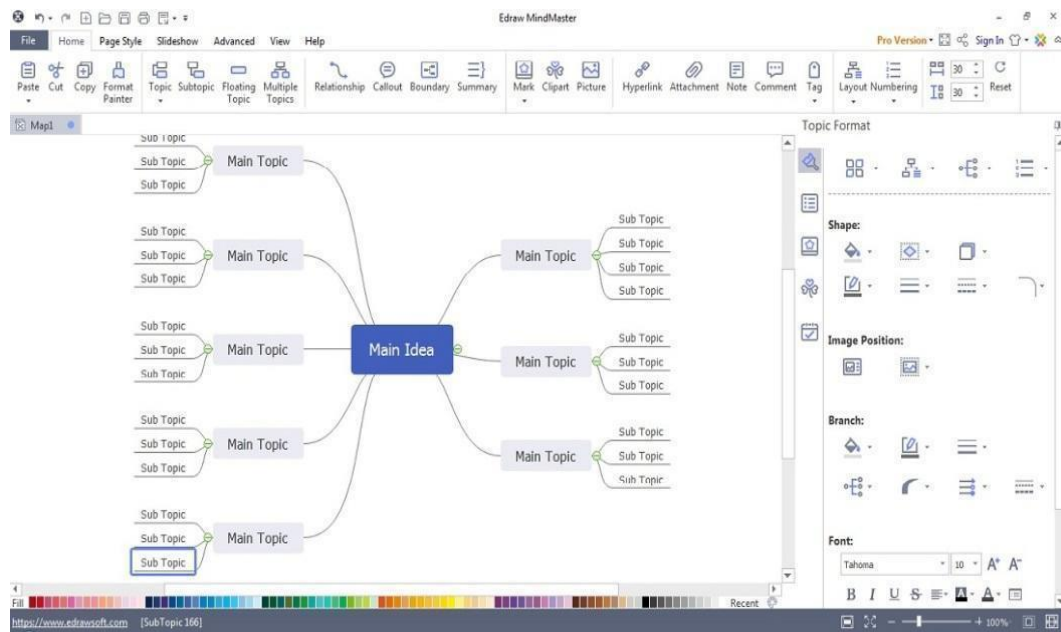 Edraw MindMaster
File Home Page Style Slideshow Advanced View Help
Pro Version Sign In
Paste Cut Copy Format Painter Topic Subtopic Floating Topic Multiple Topics Relationship Callout Boundary Summary Mark Clipart Picture Hyperlink Attachment Note Comment Tag Layout Numbering 30 30 Reset
Map1
Topic Format
Sub Topic
Sub Topic
Sub Topic
Main Topic
Sub Topic
Sub Topic
Sub Topic
Main Topic
Sub Topic
Sub Topic
Sub Topic
Main Topic
Sub Topic
Sub Topic
Sub Topic
Main Topic
Sub Topic
Sub Topic
Sub Topic
Main Topic
Main Idea
Main Topic
Sub Topic
Sub Topic
Sub Topic
Sub Topic
Main Topic
Sub Topic
Sub Topic
Sub Topic
Main Topic
Sub Topic
Sub Topic
Sub Topic
Shape:
Image Position:
Branch:
Font:
Tahoma 10 A+ A-
B I U S A A
Fill
Recent
https://www.edrawsoft.com [SubTopic 166]
100%